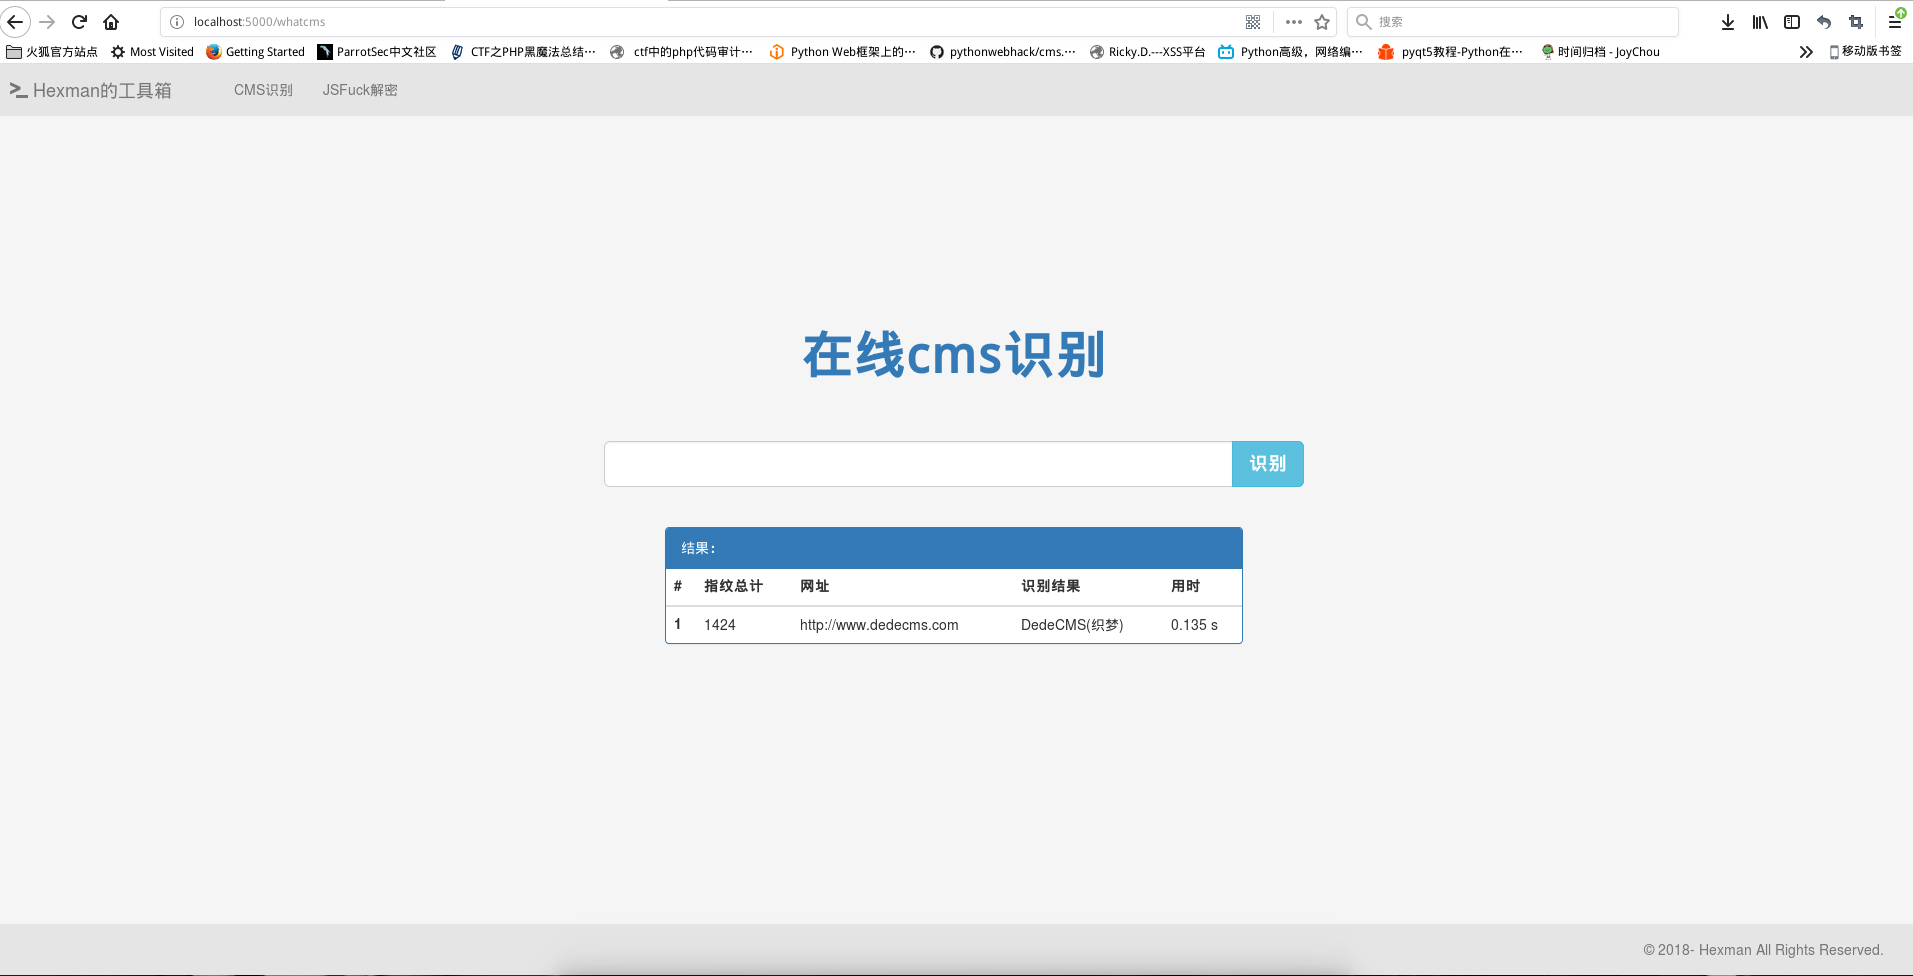 localhost:5000/whatcms
搜索
火狐官方站点 Most Visited Getting Started ParrotSec中文社区 CTF之PHP黑魔法总结··· ctf中的php代码审计··· Python Web框架上的··· pythonwebhack/cms.··· Ricky.D.---XSS平台 Python高级，网络编··· pyqt5教程-Python在··· 时间归档 - JoyChou 移动版书签
Hexman的工具箱 CMS识别 JSFuck解密
在线cms识别
识别
结果：
# 指纹总计 网址 识别结果 用时
1 1424 http://www.dedecms.com DedeCMS(织梦) 0.135 s
© 2018- Hexman All Rights Reserved.